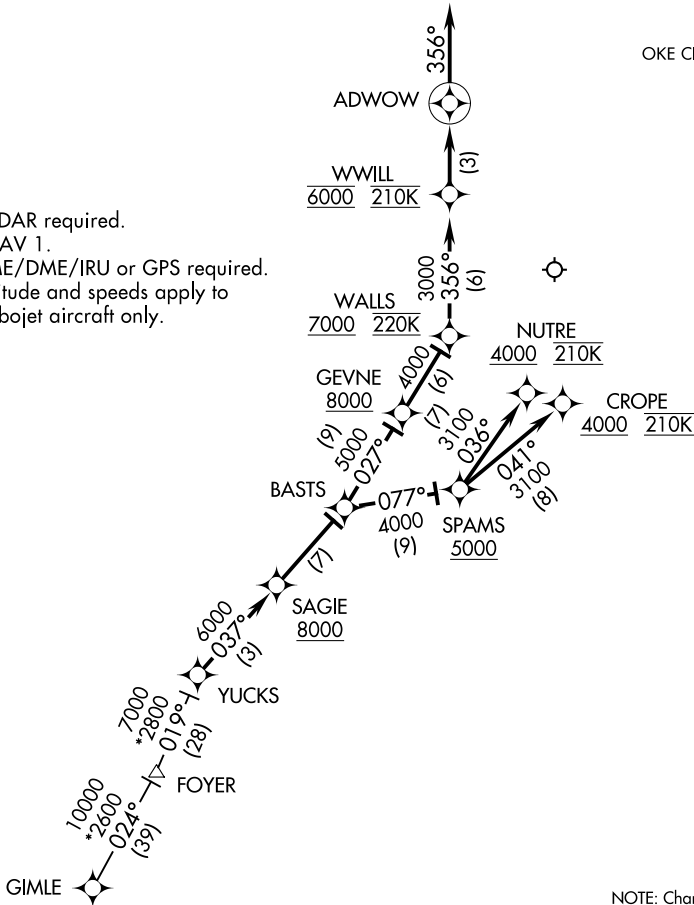 356°
OKE
ADWOW
(3)
WWILL
6000 210K
DAR required.
AV 1.
ME/DME/IRU or GPS required.
tude and speeds apply to
bojet aircraft only.
3000
356°
(6)
WALLS
7000 220K
NUTRE
4000 210K
4000
(6)
GEVNE
8000
CROPE
4000 210K
(7)
3100
036°
(9)
5000
027°
041°
3100
(8)
BASTS
077°
4000
(9)
SPAMS
5000
(7)
SAGIE
8000
6000
037°
(3)
YUCKS
7000
*2800
019°
(28)
FOYER
10000
*2600
024°
(39)
GIMLE
NOTE: